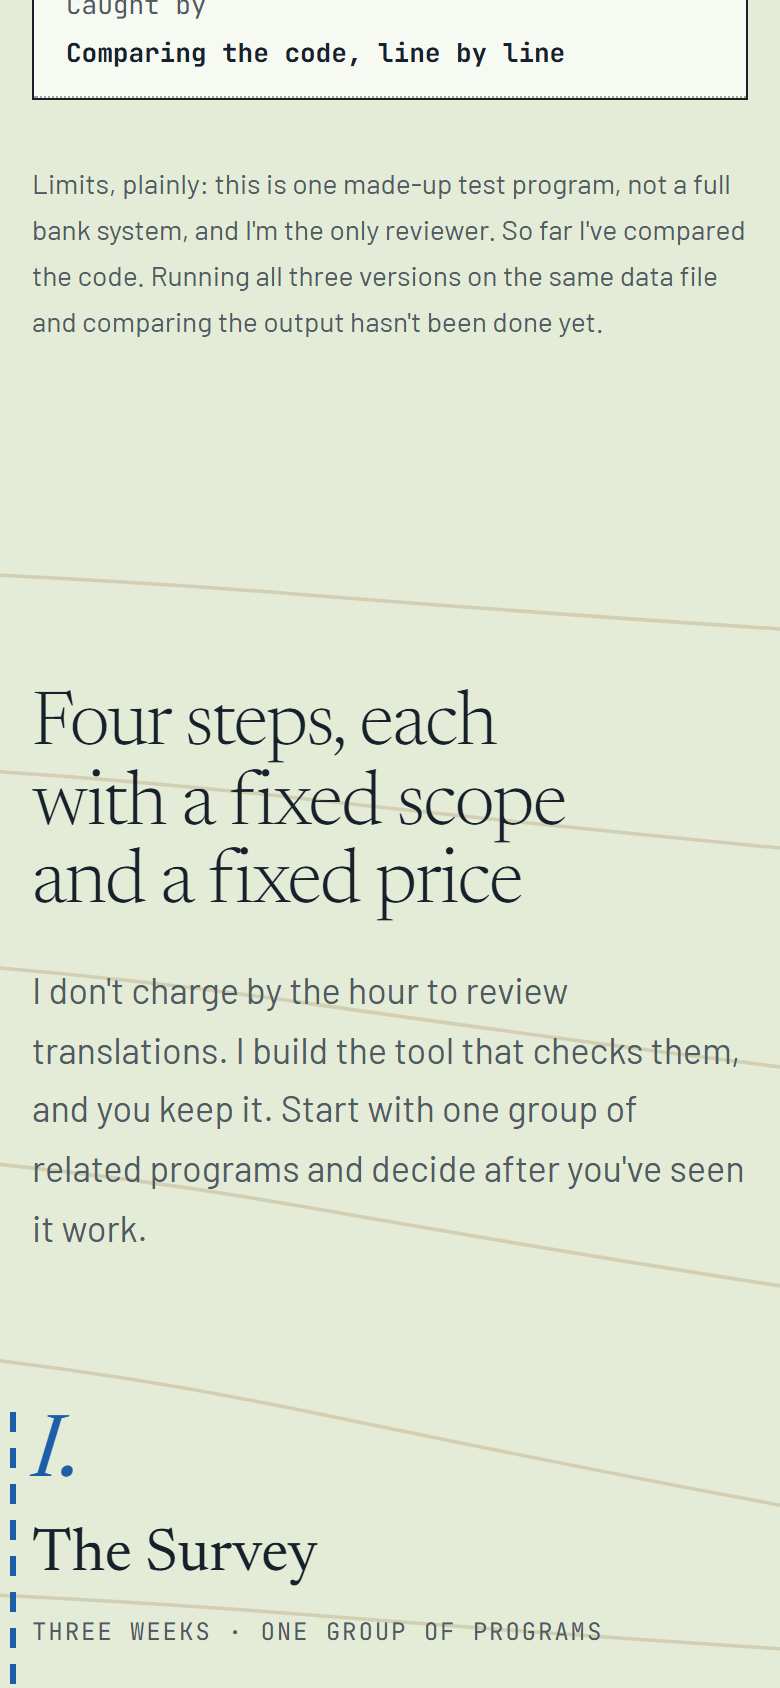 Caught by
Comparing the code, line by line
Limits, plainly: this is one made-up test program, not a full
bank system, and I'm the only reviewer. So far I've compared
the code. Running all three versions on the same data file
and comparing the output hasn't been done yet.
Four steps, each
with a fixed scope
and a fixed price
I don't charge by the hour to review
translations. I build the tool that checks them,
and you keep it. Start with one group of
related programs and decide after you've seen
it work.
I.
The Survey
THREE WEEKS · ONE GROUP OF PROGRAMS